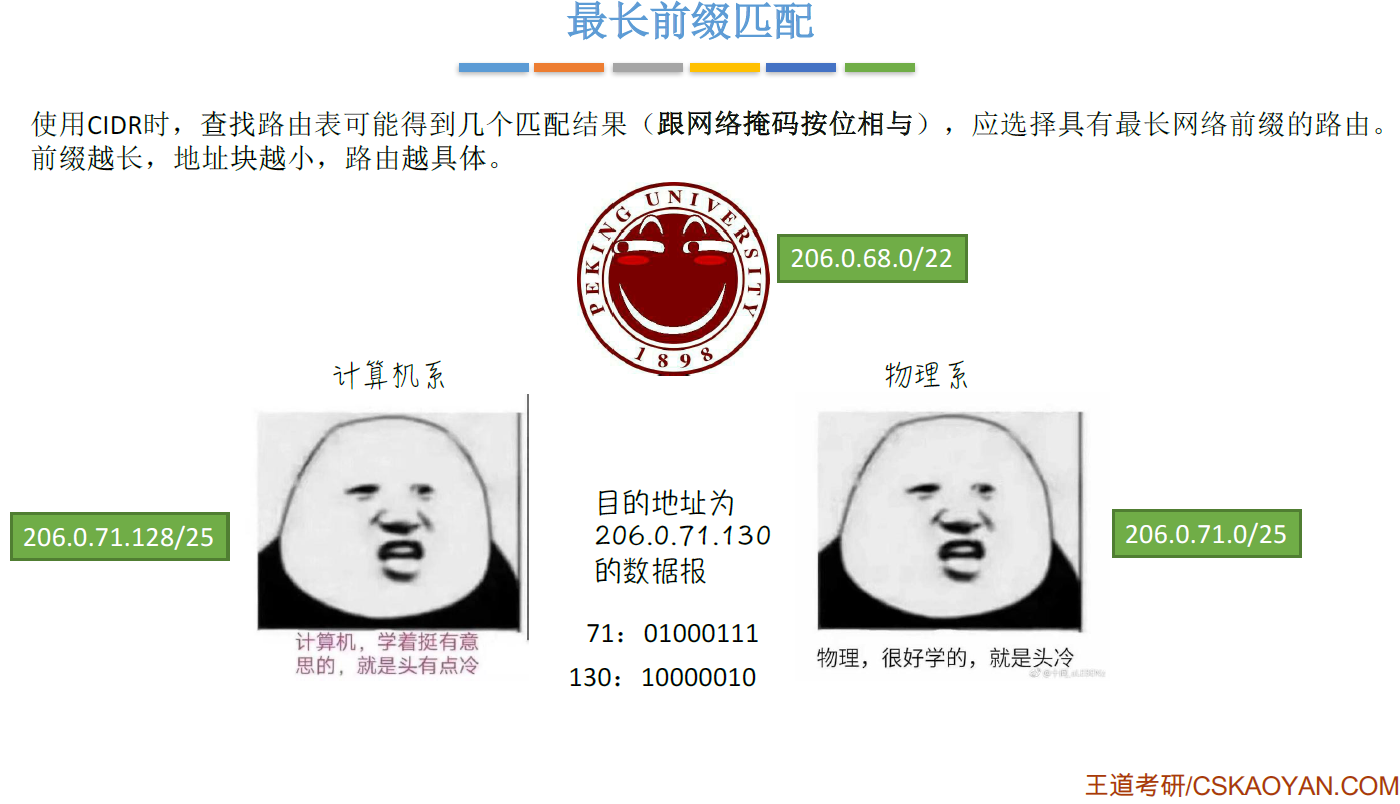 最长前缀匹配
使用CIDR时，查找路由表可能得到几个匹配结果（跟网络掩码按位相与），应选择具有最长网络前缀的路由。
前缀越长，地址块越小，路由越具体。
PEKING UNIVERSITY
1898
206.0.68.0/22
计算机系
物理系
206.0.71.128/25
目的地址为
206.0.71.130
的数据报
206.0.71.0/25
71：01000111
130：10000010
计算机，学着挺有意
思的，就是头有点冷
物理，很好学的，就是头冷
王道考研/CSKAOYAN.COM